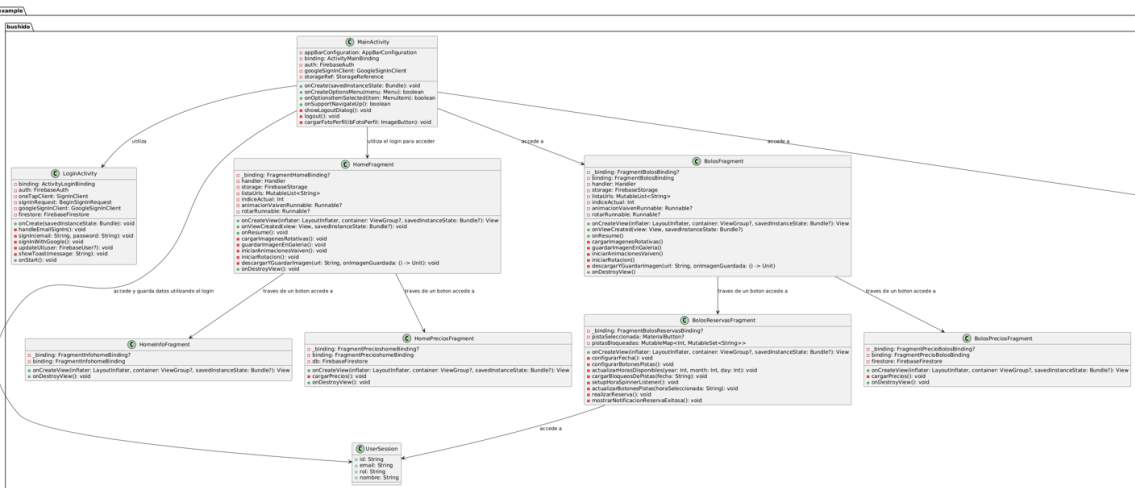 example
bushido
MainActivity
appBarConfiguration: AppBarConfiguration
binding: ActivityMainBinding
auth: FirebaseAuth
googleSignInClient: GoogleSignInClient
storageRef: StorageReference
onCreate(savedInstanceState: Bundle): void
onCreateOptionsMenu(menu: Menu): boolean
onOptionsItemSelected(item: MenuItem): boolean
onSupportNavigateUp(): boolean
showLogoutDialog(): void
logout(): void
cargarFotoPerfil(ibFotoPerfil: ImageButton): void
utiliza
utiliza el login para acceder
accede a
accede a
LoginActivity
binding: ActivityLoginBinding
auth: FirebaseAuth
oneTapClient: SignInClient
signInRequest: BeginSignInRequest
googleSignInClient: GoogleSignInClient
firestore: FirebaseFirestore
onCreate(savedInstanceState: Bundle): void
handleEmailSignIn(): void
signIn(email: String, password: String): void
signInWithGoogle(): void
updateUI(user: FirebaseUser?): void
showToast(message: String): void
onStart(): void
HomeFragment
_binding: FragmentHomeBinding?
handler: Handler
storage: FirebaseStorage
listaUrls: MutableList<String>
indiceActual: Int
animacionVaivenRunnable: Runnable?
rotarRunnable: Runnable?
onCreateView(inflater: LayoutInflater, container: ViewGroup?, savedInstanceState: Bundle?): View
onViewCreated(view: View, savedInstanceState: Bundle?): void
onResume(): void
cargarImagenesRotativas(): void
guardarImagenEnGaleria(): void
iniciarAnimacionesVaiven(): void
iniciarRotacion(): void
descargarYGuardarImagen(url: String, onImagenGuardada: () -> Unit): void
onDestroyView(): void
BolosFragment
_binding: FragmentBolosBinding?
binding: FragmentBolosBinding
handler: Handler
storage: FirebaseStorage
listaUrls: MutableList<String>
indiceActual: Int
animacionVaivenRunnable: Runnable?
rotarRunnable: Runnable?
onCreateView(inflater: LayoutInflater, container: ViewGroup?, savedInstanceState: Bundle?): View
onViewCreated(view: View, savedInstanceState: Bundle?)
onResume()
cargarImagenesRotativas()
guardarImagenEnGaleria()
iniciarAnimacionesVaiven()
iniciarRotacion()
descargarYGuardarImagen(url: String, onImagenGuardada: () -> Unit)
onDestroyView()
accede y guarda datos utilizando el login
traves de un boton accede a
traves de un boton accede a
traves de un boton accede a
traves de un boton accede a
HomeInfoFragment
_binding: FragmentInfohomeBinding?
binding: FragmentInfohomeBinding
onCreateView(inflater: LayoutInflater, container: ViewGroup?, savedInstanceState: Bundle?): View
onDestroyView(): void
HomePreciosFragment
_binding: FragmentPrecioshomeBinding?
binding: FragmentPrecioshomeBinding
db: FirebaseFirestore
onCreateView(inflater: LayoutInflater, container: ViewGroup?, savedInstanceState: Bundle?): View
cargarPrecios(): void
onDestroyView(): void
BolosReservasFragment
_binding: FragmentBolosReservasBinding?
pistaSeleccionada: MaterialButton?
pistasBloqueadas: MutableMap<Int, MutableSet<String>>
onCreateView(inflater: LayoutInflater, container: ViewGroup?, savedInstanceState: Bundle?): View
configurarFecha(): void
configurarBotonesPistas(): void
actualizarHorasDisponibles(year: Int, month: Int, day: Int): void
cargarBloqueosDePistas(fecha: String): void
setupHoraSpinnerListener(): void
actualizarBotonesPistas(horaSeleccionada: String): void
realizarReserva(): void
mostrarNotificacionReservaExitosa(): void
BolosPreciosFragment
_binding: FragmentPrecioBolosBinding?
binding: FragmentPrecioBolosBinding
firestore: FirebaseFirestore
onCreateView(inflater: LayoutInflater, container: ViewGroup?, savedInstanceState: Bundle?): View
cargarPrecios(): void
onDestroyView(): void
accede a
UserSession
id: String
email: String
rol: String
nombre: String